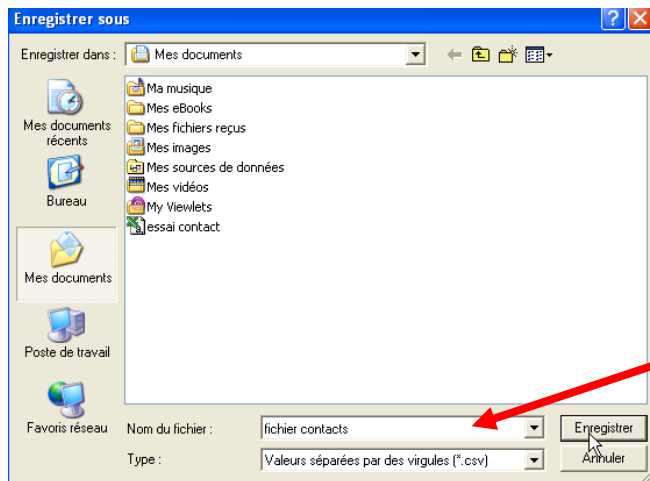 Enregistrer sous
Enregistrer dans :
Mes documents
Ma musique
Mes eBooks
Mes fichiers reçus
Mes images
Mes sources de données
Mes vidéos
My Viewlets
essai contact
Mes documents
récents
Bureau
Mes documents
Poste de travail
Favoris réseau
Nom du fichier :
fichier contacts
Enregistrer
Type :
Valeurs séparées par des virgules (*.csv)
Annuler